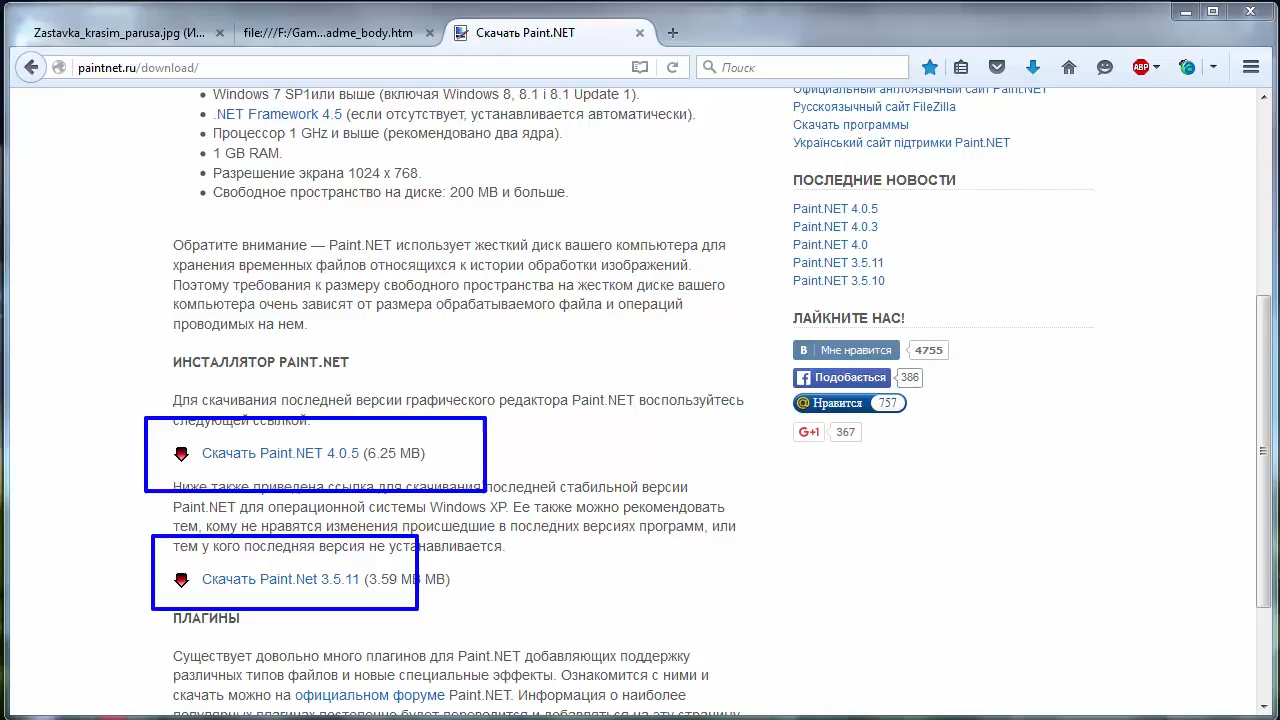 Zastavka_krasim_parusa.jpg (И...
file:///F:/Gam...adme_body.htm
Скачать Paint.NET
paintnet.ru/download/
Поиск
ABP
Windows 7 SP1или выше (включая Windows 8, 8.1 i 8.1 Update 1).
.NET Framework 4.5 (если отсутствует, устанавливается автоматически).
Процессор 1 GHz и выше (рекомендовано два ядра).
1 GB RAM.
Разрешение экрана 1024 x 768.
Свободное пространство на диске: 200 MB и больше.
Обратите внимание — Paint.NET использует жесткий диск вашего компьютера для
хранения временных файлов относящихся к истории обработки изображений.
Поэтому требования к размеру свободного пространства на жестком диске вашего
компьютера очень зависят от размера обрабатываемого файла и операций
проводимых на нем.
ИНСТАЛЛЯТОР PAINT.NET
Для скачивания последней версии графического редактора Paint.NET воспользуйтесь
следующей ссылкой.
Скачать Paint.NET 4.0.5 (6.25 MB)
Ниже также приведена ссылка для скачивания последней стабильной версии
Paint.NET для операционной системы Windows XP. Ее также можно рекомендовать
тем, кому не нравятся изменения происшедшие в последних версиях программ, или
тем у кого последняя версия не устанавливается.
Скачать Paint.Net 3.5.11 (3.59 MB MB)
ПЛАГИНЫ
Существует довольно много плагинов для Paint.NET добавляющих поддержку
различных типов файлов и новые специальные эффекты. Ознакомится с ними и
скачать можно на официальном форуме Paint.NET. Информация о наиболее
популярных плагинах постепенно будет переводится и добавляться на эту страницу
Официальный англоязычный сайт Paint.NET
Русскоязычный сайт FileZilla
Скачать программы
Український сайт підтримки Paint.NET
ПОСЛЕДНИЕ НОВОСТИ
Paint.NET 4.0.5
Paint.NET 4.0.3
Paint.NET 4.0
Paint.NET 3.5.11
Paint.NET 3.5.10
ЛАЙКНИТЕ НАС!
В Мне нравится 4755
Подобається 386
Нравится 757
G+1 367